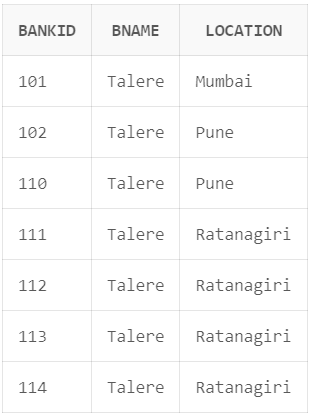 BANKID BNAME LOCATION
101 Talere Mumbai
102 Talere Pune
110 Talere Pune
111 Talere Ratanagiri
112 Talere Ratanagiri
113 Talere Ratanagiri
114 Talere Ratanagiri